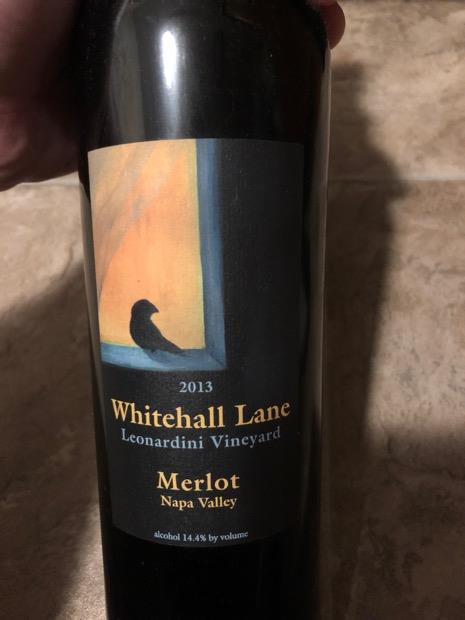 2013
Whitehall Lane
Leonardini Vineyard
Merlot
Napa Valley
alcohol 14.4% by volume